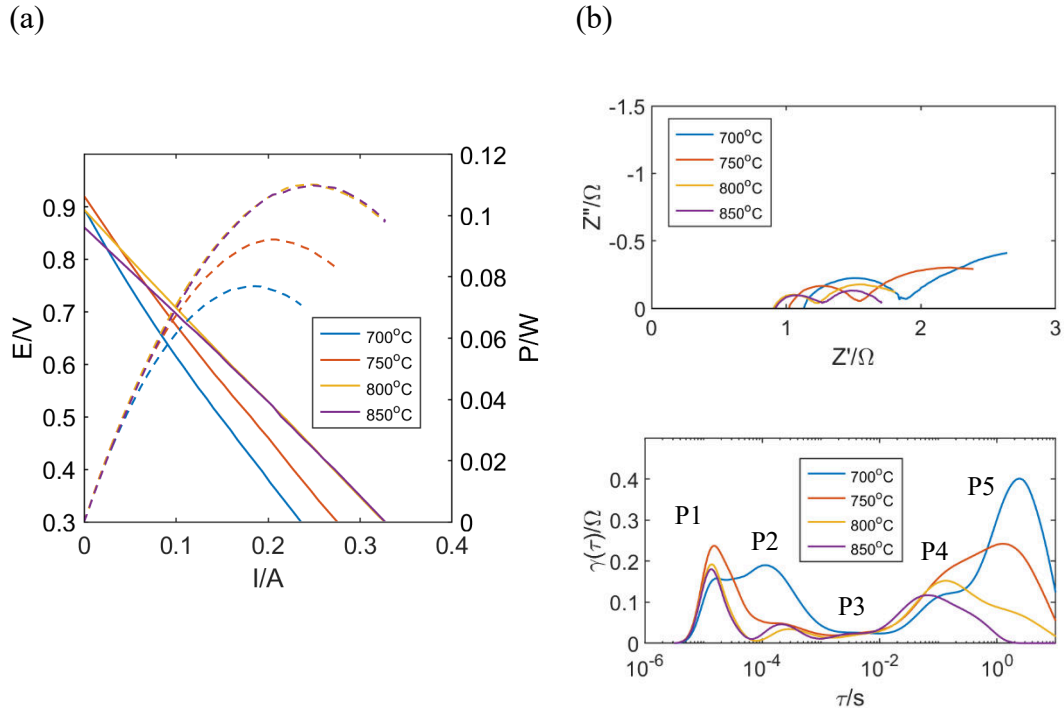 (a)
(b)
E/V
0.9
0.8
0.7
0.6
0.5
0.4
0.3
0
0.1
0.2
0.3
0.4
I/A
0.12
0.1
0.08
0.06
0.04
0.02
0
P/W
700°C
750°C
800°C
850°C
Z''/Ω
-1.5
-1
-0.5
0
0
1
2
3
Z'/Ω
700°C
750°C
800°C
850°C
γ(τ)/Ω
0.4
0.3
0.2
0.1
0
10⁻⁶
10⁻⁴
10⁻²
10⁰
τ/s
700°C
750°C
800°C
850°C
P1
P2
P3
P4
P5